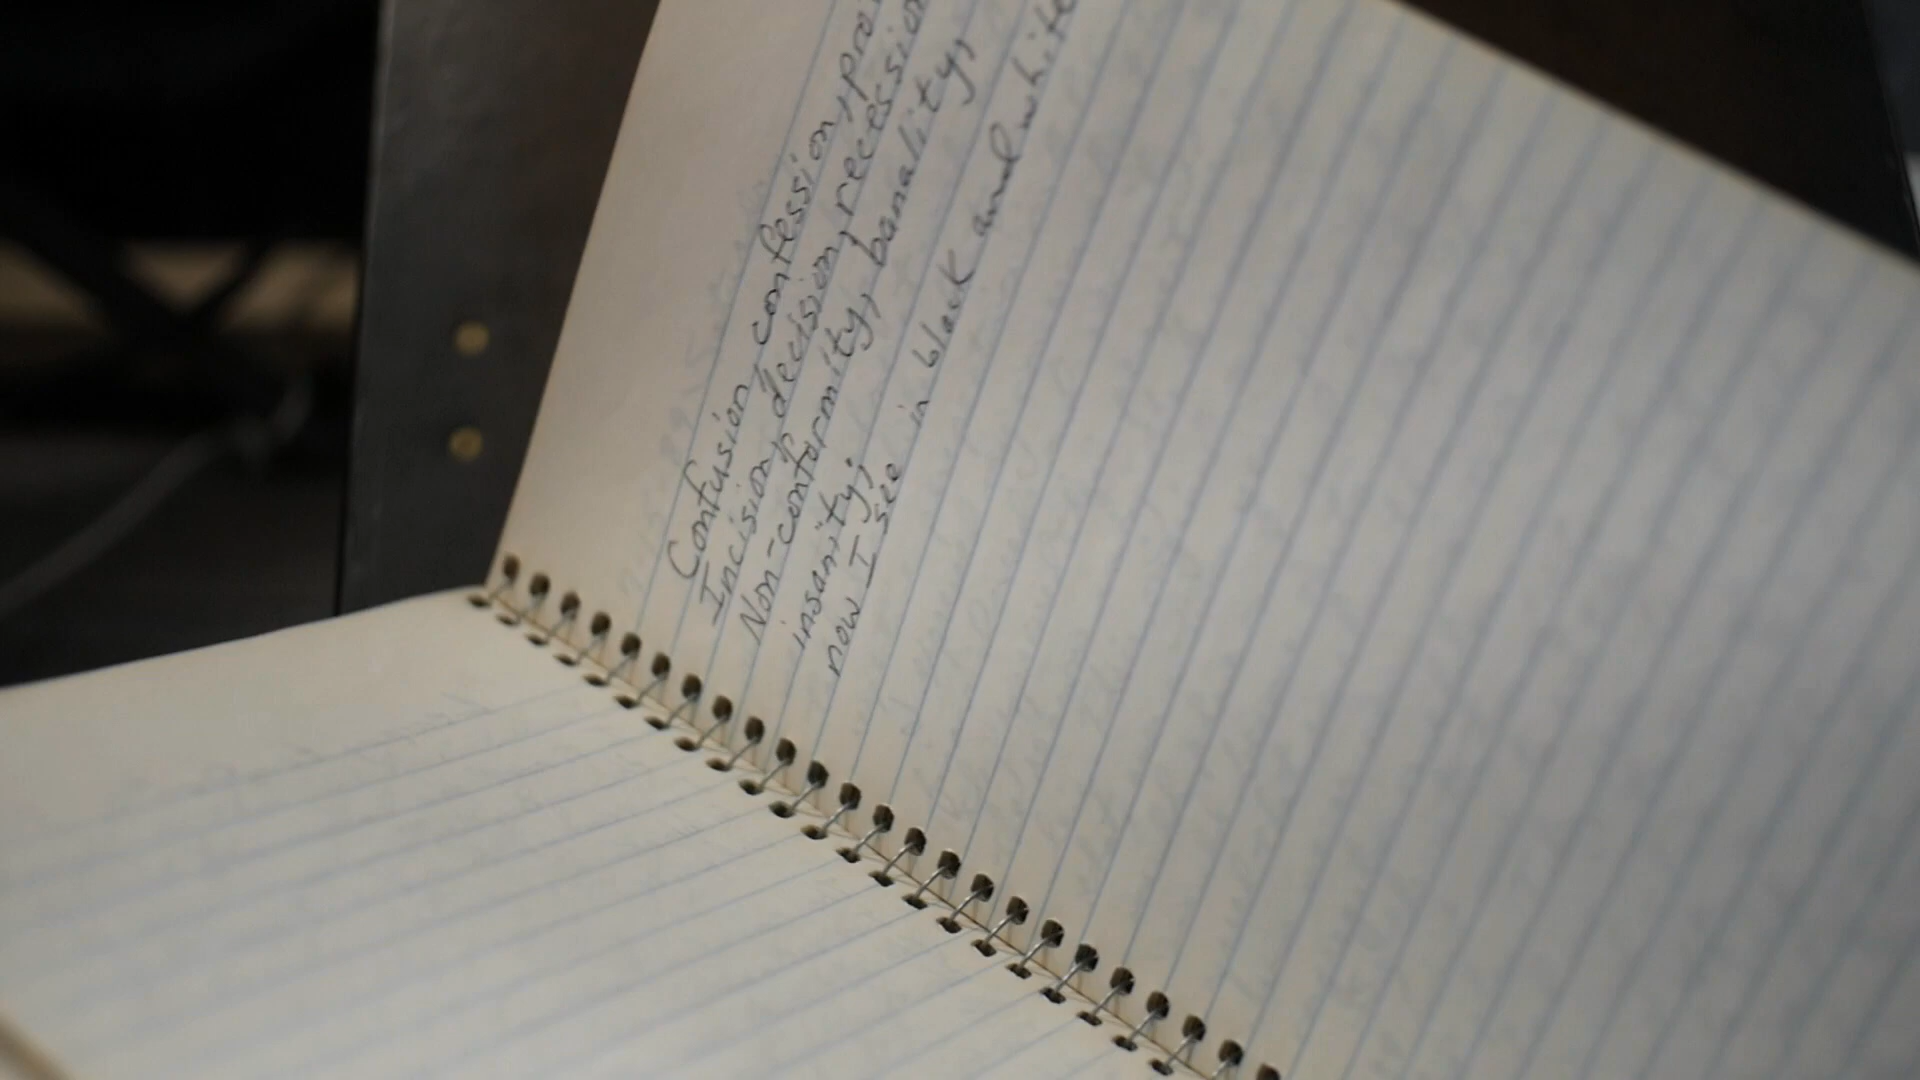 Confusion, confession,
Incision, decision, recession
Non-conformity, banality,
insanity;
now I see in black and white